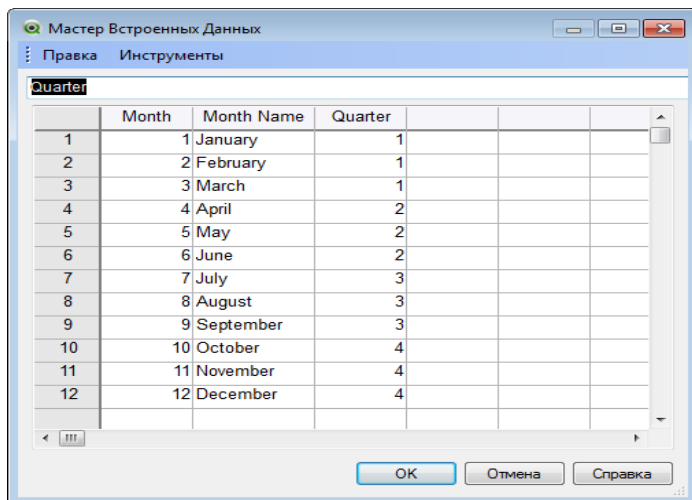 Мастер Встроенных Данных
Правка Инструменты
Quarter
Month Month Name Quarter
1 1 January 1
2 2 February 1
3 3 March 1
4 4 April 2
5 5 May 2
6 6 June 2
7 7 July 3
8 8 August 3
9 9 September 3
10 10 October 4
11 11 November 4
12 12 December 4
OK Отмена Справка